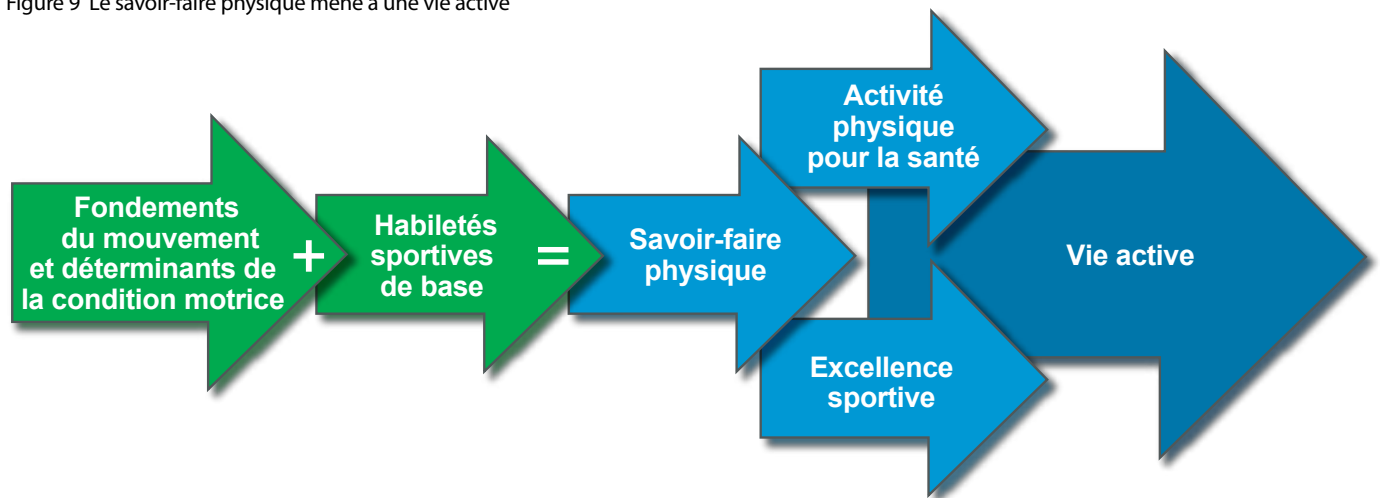 Figure 9 Le savoir-faire physique mène à une vie active
Fondements
du mouvement
et déterminants de
la condition motrice
+
Habiletés
sportives
de base
=
Savoir-faire
physique
Activité
physique
pour la santé
Excellence
sportive
Vie active